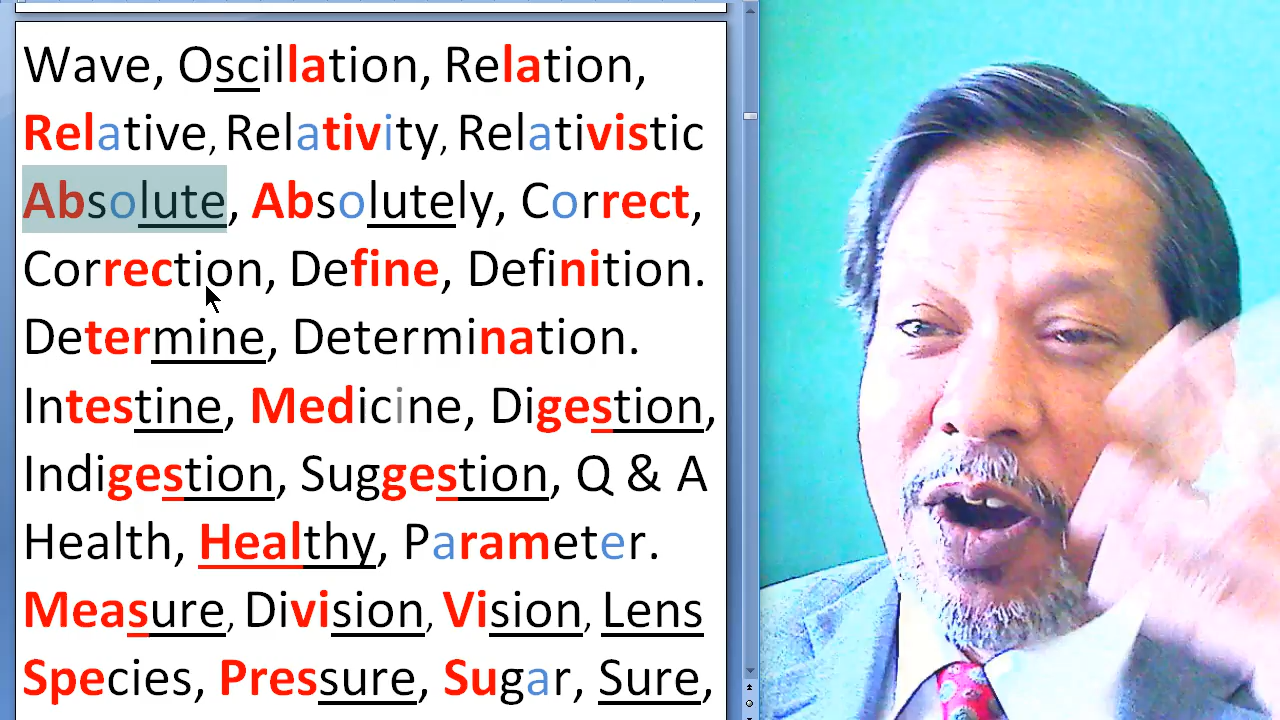 Wave, Oscillation, Relation,
Relative, Relativity, Relativistic
Absolute, Absolutely, Correct,
Correction, Define, Definition.
Determine, Determination.
Intestine, Medicine, Digestion,
Indigestion, Suggestion, Q & A
Health, Healthy, Parameter.
Measure, Division, Vision, Lens
Species, Pressure, Sugar, Sure,